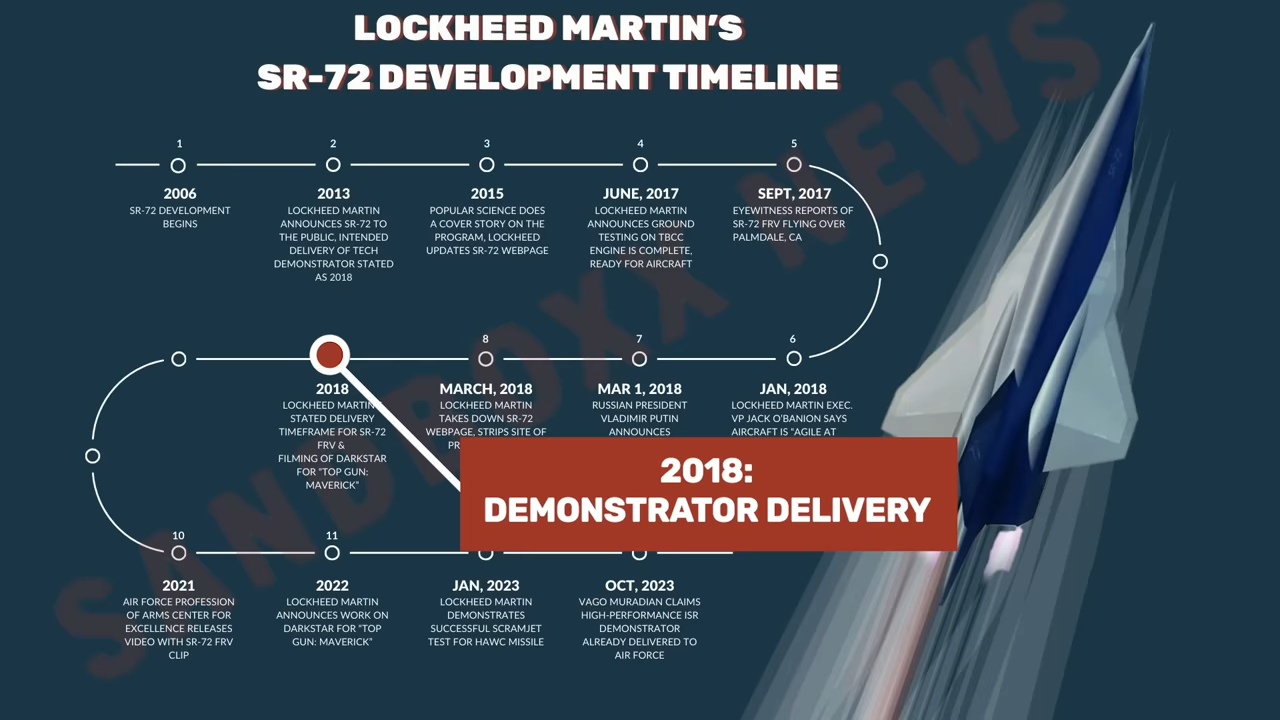 LOCKHEED MARTIN'S
SR-72 DEVELOPMENT TIMELINE
1
2006
SR-72 DEVELOPMENT
BEGINS
2
2013
LOCKHEED MARTIN
ANNOUNCES SR-72 TO
THE PUBLIC, INTENDED
DELIVERY OF TECH
DEMONSTRATOR STATED
AS 2018
3
2015
POPULAR SCIENCE DOES
A COVER STORY ON THE
PROGRAM, LOCKHEED
UPDATES SR-72 WEBPAGE
4
JUNE, 2017
LOCKHEED MARTIN
ANNOUNCES GROUND
TESTING ON TBCC
ENGINE IS COMPLETE,
READY FOR AIRCRAFT
5
SEPT, 2017
EYEWITNESS REPORTS OF
SR-72 FRV FLYING OVER
PALMDALE, CA
6
JAN, 2018
LOCKHEED MARTIN EXEC.
VP JACK O'BANION SAYS
AIRCRAFT IS "AGILE AT
7
MAR 1, 2018
RUSSIAN PRESIDENT
VLADIMIR PUTIN
ANNOUNCES
8
MARCH, 2018
LOCKHEED MARTIN
TAKES DOWN SR-72
WEBPAGE, STRIPS SITE OF
2018
LOCKHEED MARTIN'S
STATED DELIVERY
TIMEFRAME FOR SR-72
FRV &
FILMING OF DARKSTAR
FOR "TOP GUN:
MAVERICK"
2018:
DEMONSTRATOR DELIVERY
10
2021
AIR FORCE PROFESSION
OF ARMS CENTER FOR
EXCELLENCE RELEASES
VIDEO WITH SR-72 FRV
CLIP
11
2022
LOCKHEED MARTIN
ANNOUNCES WORK ON
DARKSTAR FOR "TOP
GUN: MAVERICK"
JAN, 2023
LOCKHEED MARTIN
DEMONSTRATES
SUCCESSFUL SCRAMJET
TEST FOR HAWC MISSILE
OCT, 2023
VAGO MURADIAN CLAIMS
HIGH-PERFORMANCE ISR
DEMONSTRATOR
ALREADY DELIVERED TO
AIR FORCE
SANDBOXX NEWS